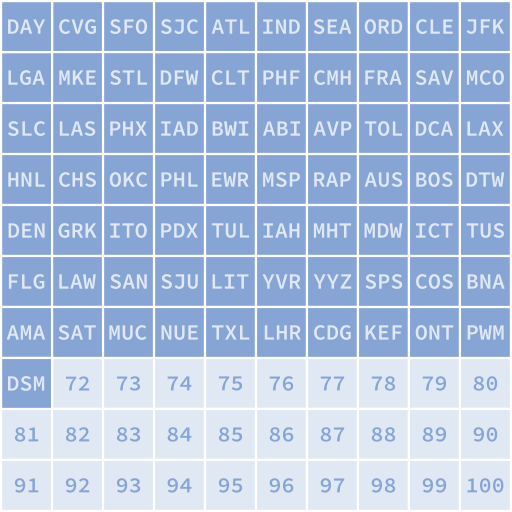 DAY CVG SFO SJC ATL IND SEA ORD CLE JFK
LGA MKE STL DFW CLT PHF CMH FRA SAV MCO
SLC LAS PHX IAD BWI ABI AVP TOL DCA LAX
HNL CHS OKC PHL EWR MSP RAP AUS BOS DTW
DEN GRK ITO PDX TUL IAH MHT MDW ICT TUS
FLG LAW SAN SJU LIT YVR YYZ SPS COS BNA
AMA SAT MUC NUE TXL LHR CDG KEF ONT PWM
DSM 72 73 74 75 76 77 78 79 80
81 82 83 84 85 86 87 88 89 90
91 92 93 94 95 96 97 98 99 100